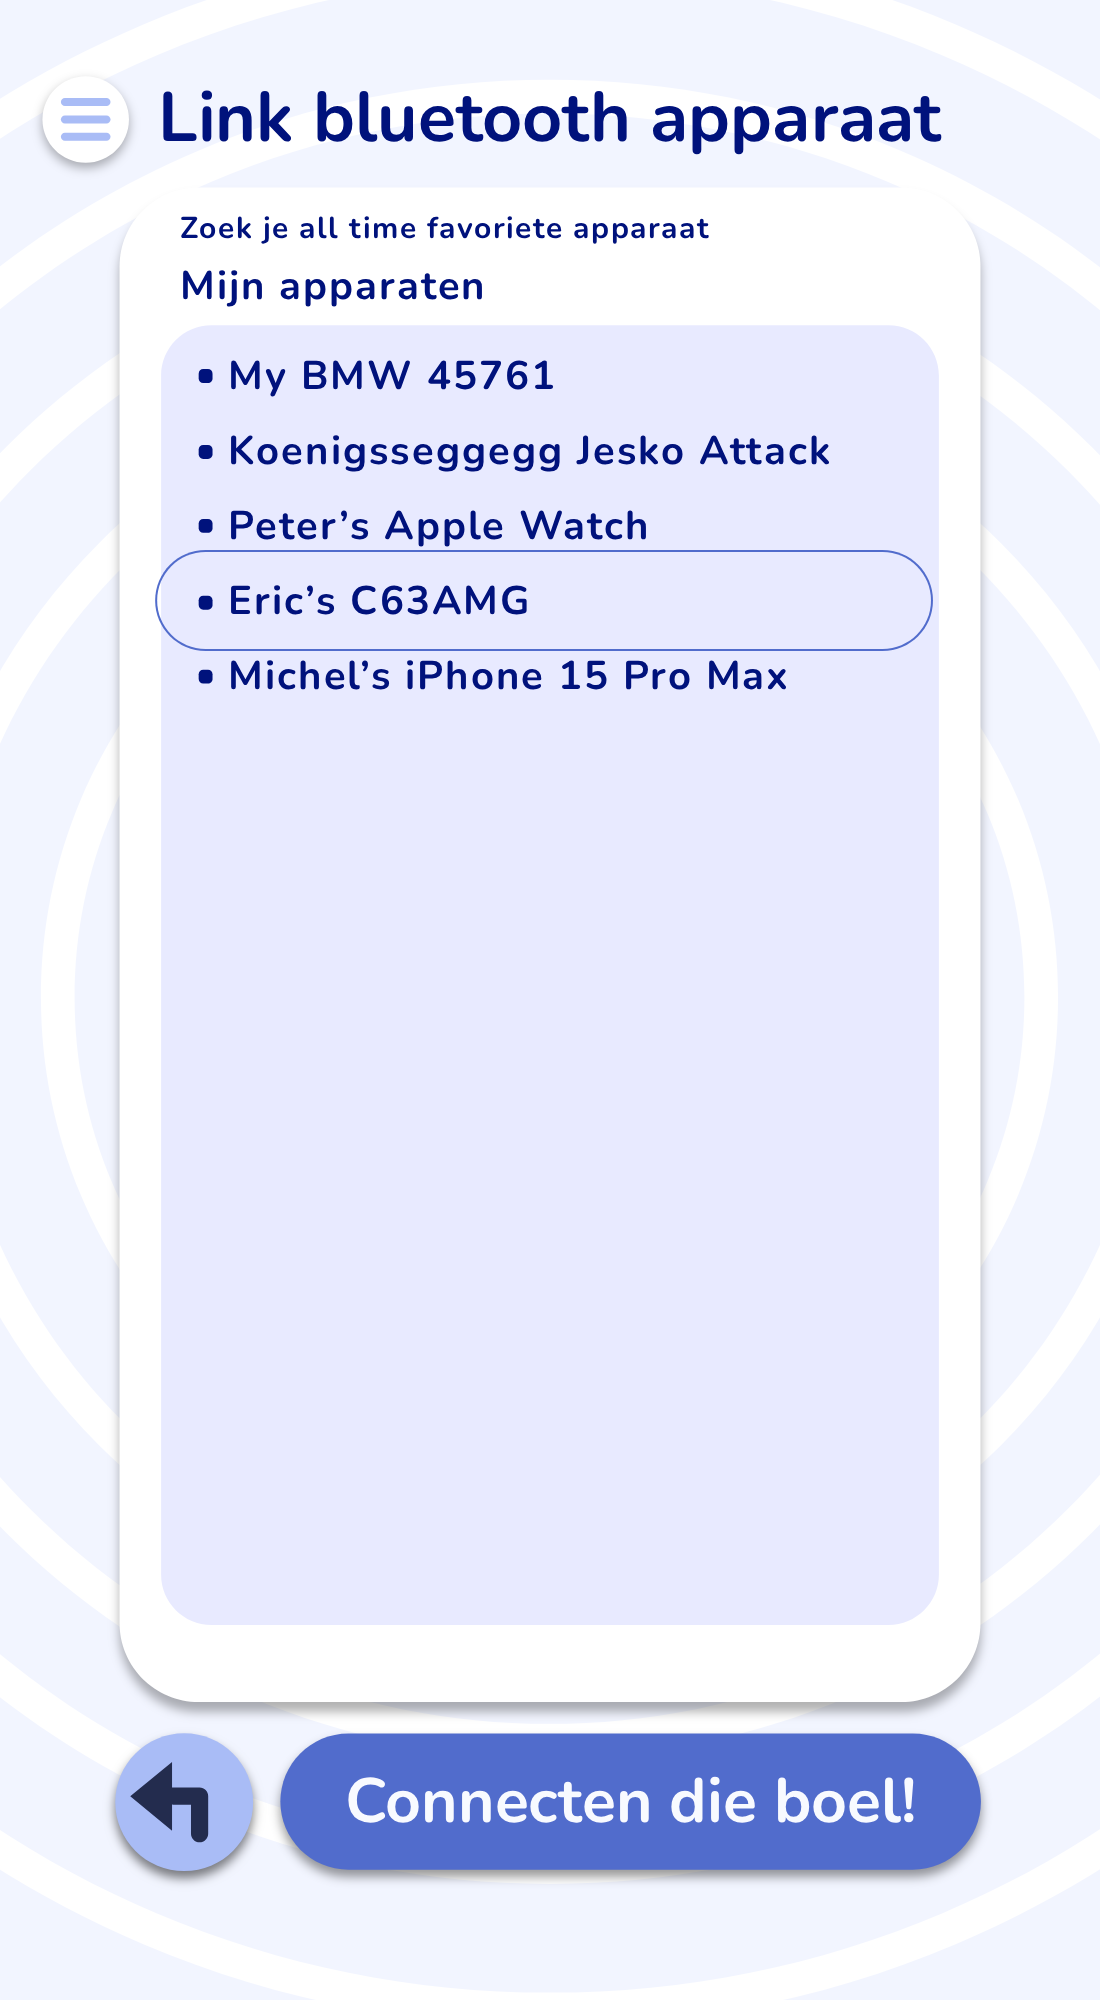 Link bluetooth apparaat
Zoek je all time favoriete apparaat
Mijn apparaten
▪ My BMW 45761
▪ Koenigsseggegg Jesko Attack
▪ Peter’s Apple Watch
▪ Eric’s C63AMG
▪ Michel’s iPhone 15 Pro Max
Connecten die boel!